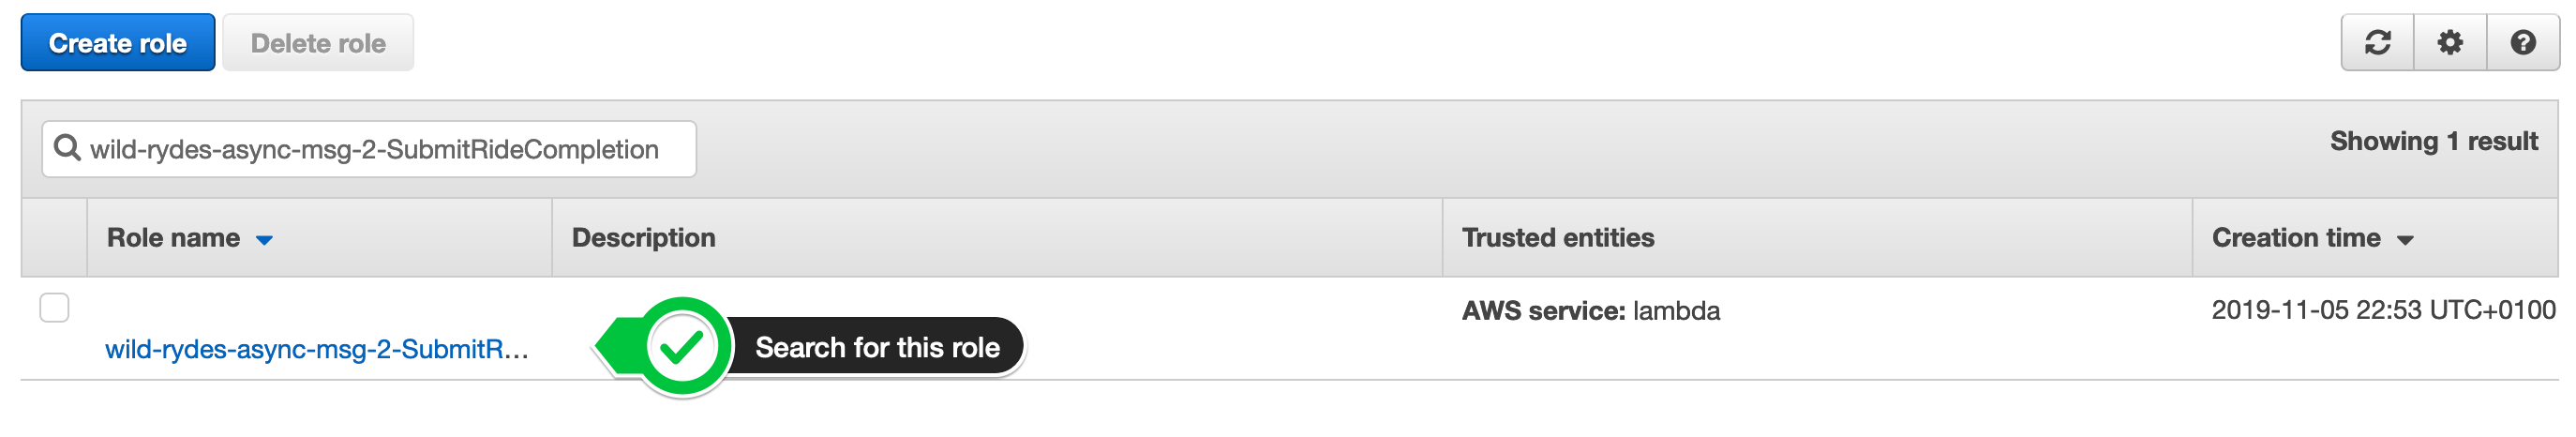 Create role
Delete role
wild-rydes-async-msg-2-SubmitRideCompletion
Showing 1 result
Role name
Description
Trusted entities
Creation time
AWS service: lambda
2019-11-05 22:53 UTC+0100
wild-rydes-async-msg-2-SubmitR...
Search for this role